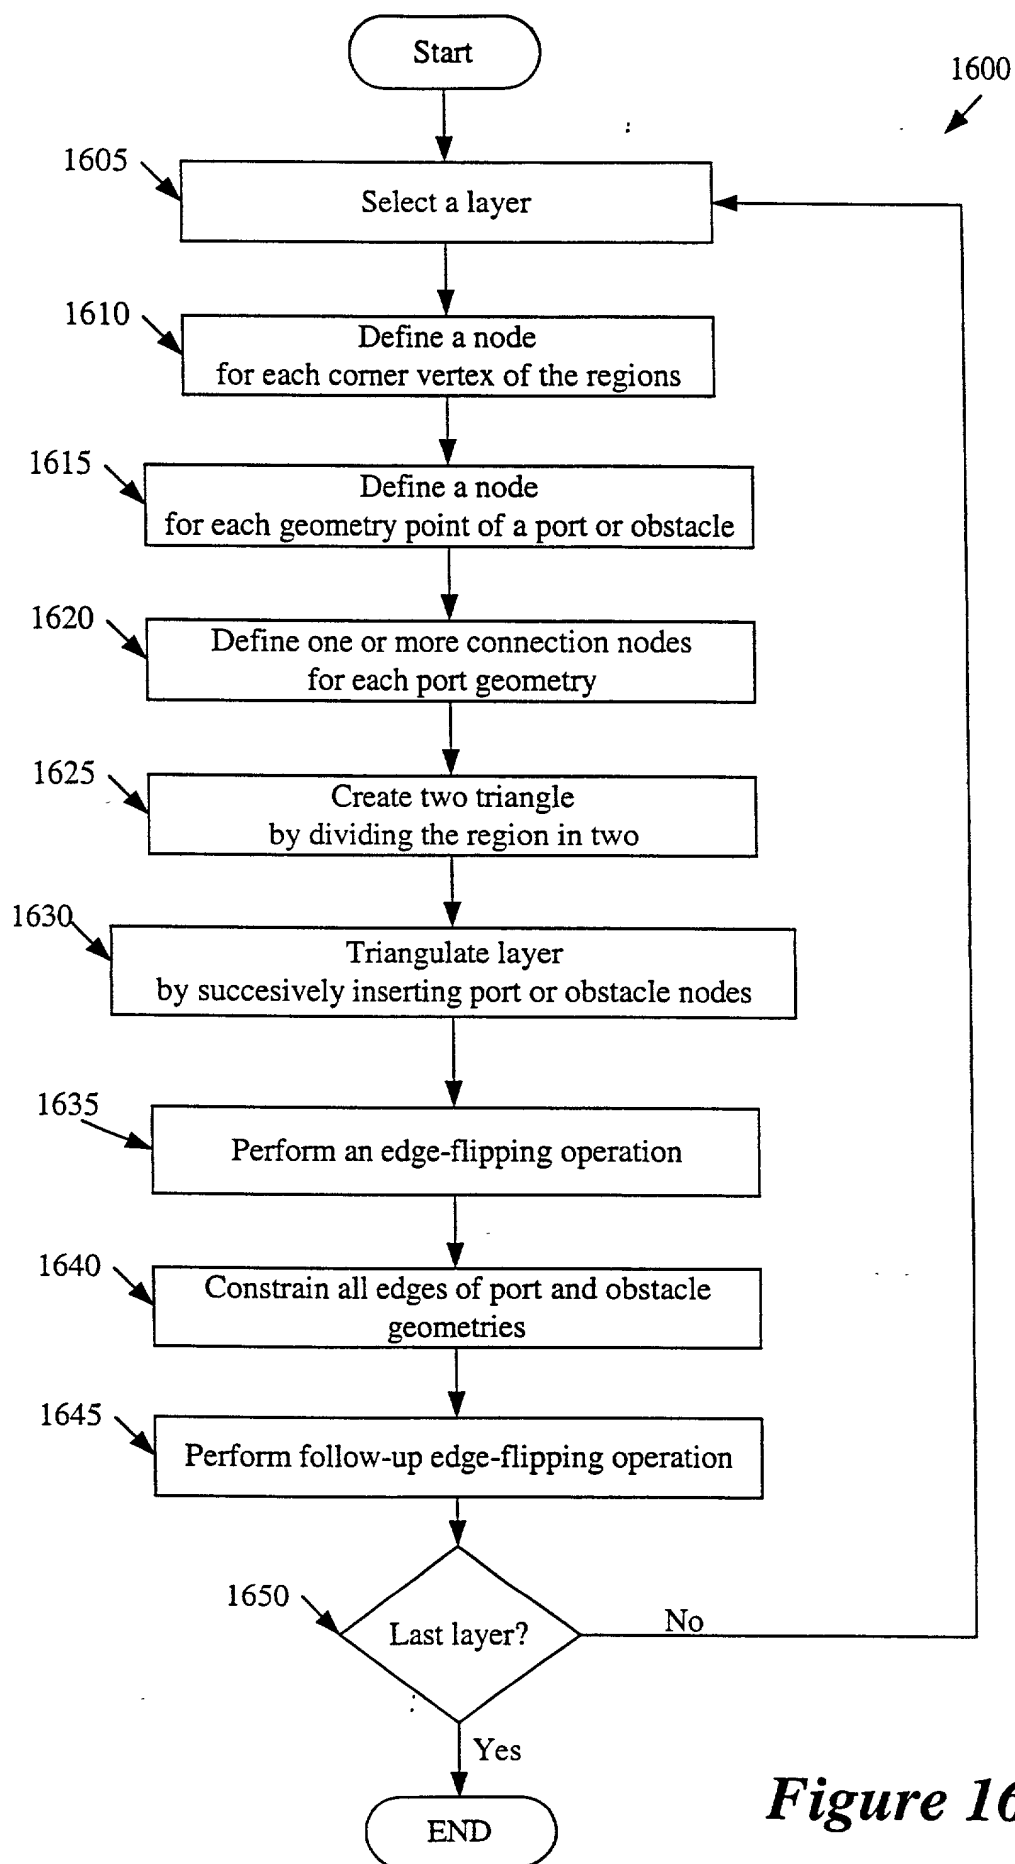 Start
1600
1605
Select a layer
1610
Define a node
for each corner vertex of the regions
1615
Define a node
for each geometry point of a port or obstacle
1620
Define one or more connection nodes
for each port geometry
1625
Create two triangle
by dividing the region in two
1630
Triangulate layer
by succesively inserting port or obstacle nodes
1635
Perform an edge-flipping operation
1640
Constrain all edges of port and obstacle
geometries
1645
Perform follow-up edge-flipping operation
1650
Last layer?
No
Yes
END
Figure 16